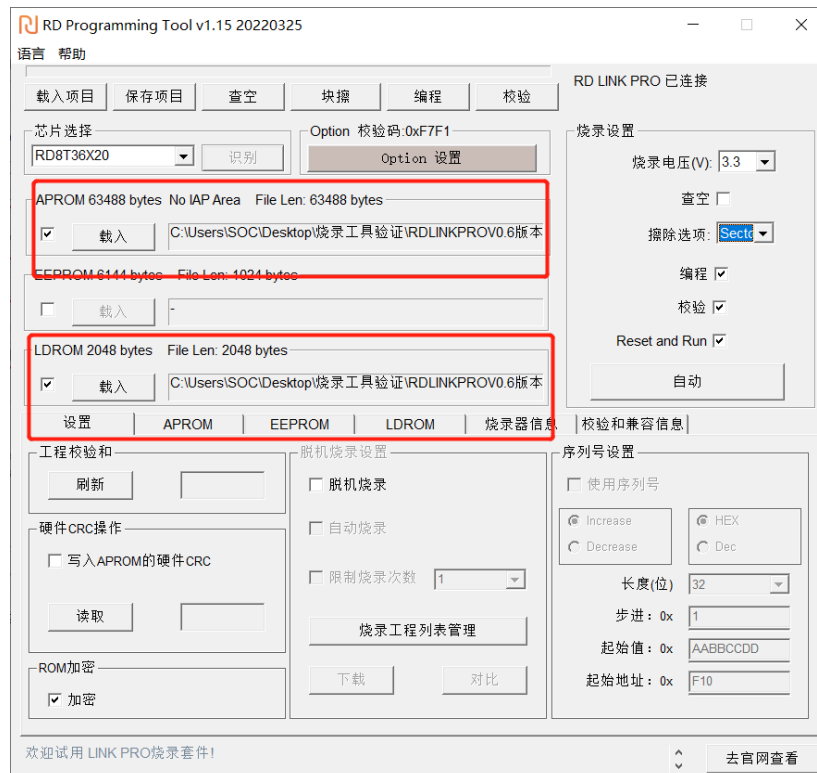 RD Programming Tool v1.15 20220325
语言 帮助
载入项目 保存项目 查空 块擦 编程 校验
RD LINK PRO 已连接
芯片选择
RD8T36X20 识别
Option 校验码:0xF7F1
Option 设置
烧录设置
烧录电压(V): 3.3
查空
擦除选项: Secto
编程
校验
Reset and Run
自动
APROM 63488 bytes No IAP Area File Len: 63488 bytes
载入 C:\Users\SOC\Desktop\烧录工具验证\RDLINKPROV0.6版本
EEPROM 6144 bytes File Len: 1024 bytes
载入 -
LDROM 2048 bytes File Len: 2048 bytes
载入 C:\Users\SOC\Desktop\烧录工具验证\RDLINKPROV0.6版本
设置 APROM EEPROM LDROM 烧录器信息 校验和兼容信息
工程校验和
刷新
硬件CRC操作
写入APROM的硬件CRC
读取
ROM加密
加密
脱机烧录设置
脱机烧录
自动烧录
限制烧录次数 1
烧录工程列表管理
下载 对比
序列号设置
使用序列号
Increase HEX
Decrease Dec
长度(位) 32
步进: 0x 1
起始值: 0x AABBCCDD
起始地址: 0x F10
欢迎试用 LINK PRO烧录套件!
去官网查看